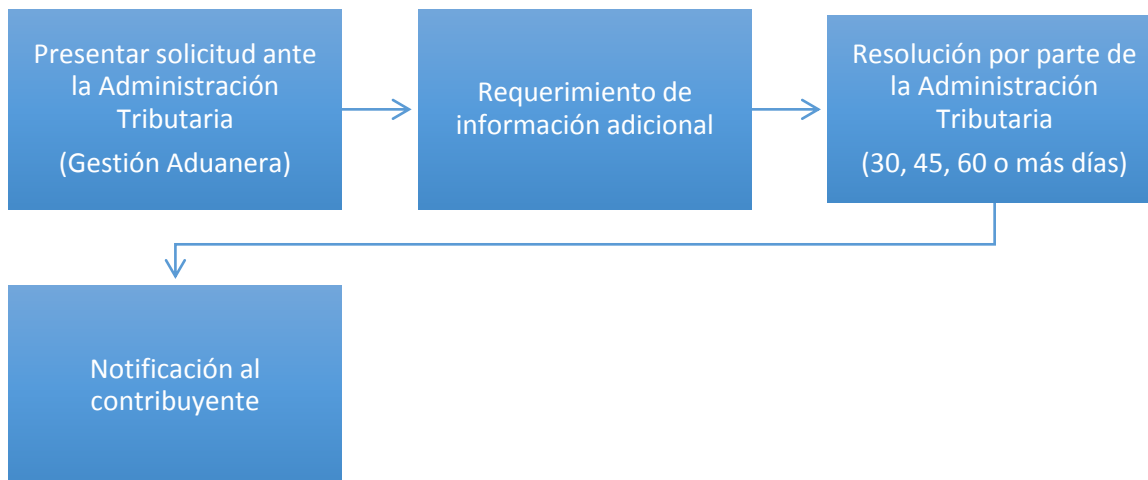 Presentar solicitud ante
la Administración
Tributaria
(Gestión Aduanera)
Requerimiento de
información adicional
Resolución por parte de
la Administración
Tributaria
(30, 45, 60 o más días)
Notificación al
contribuyente